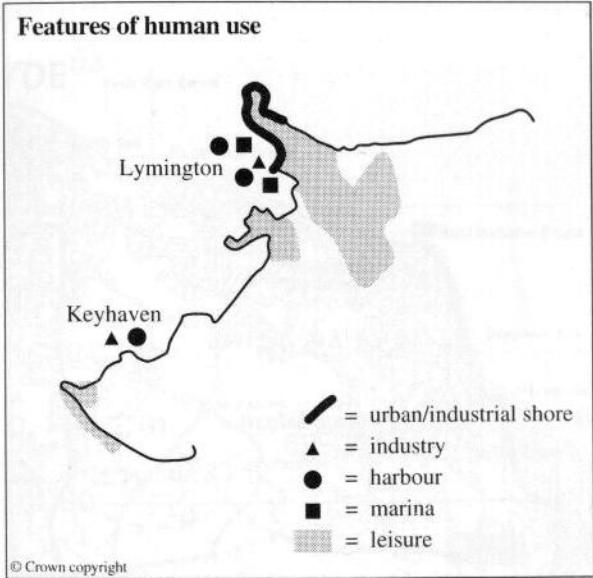 Features of human use
Lymington
Keyhaven
= urban/industrial shore
= industry
= harbour
= marina
= leisure
© Crown copyright